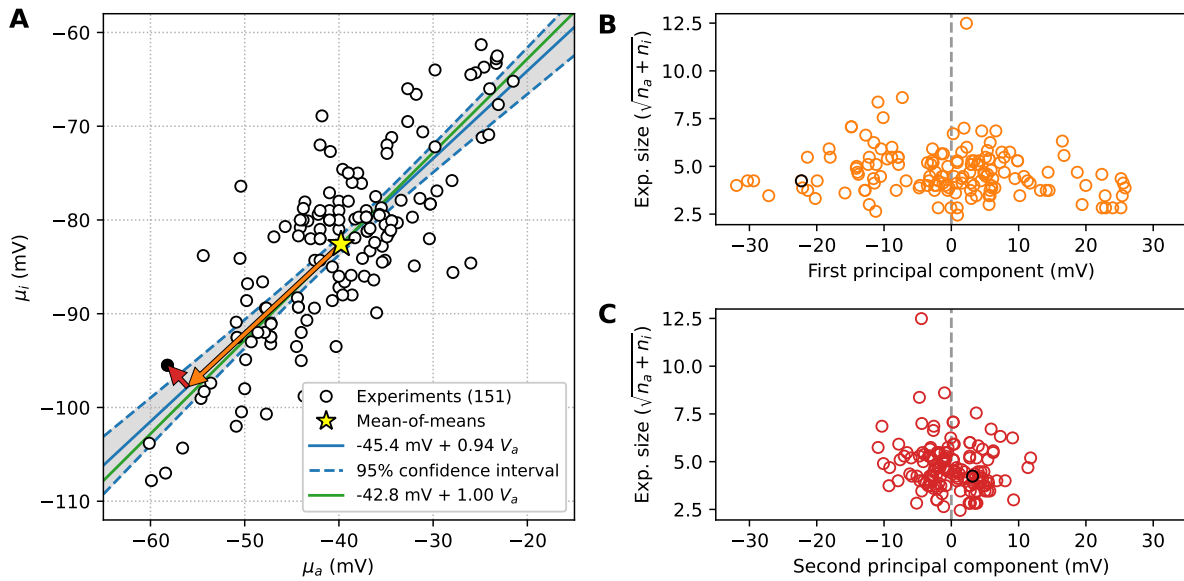 A
−60
−70
−80
−90
−100
−110
μi (mV)
−60
−50
−40
−30
−20
μa (mV)
Experiments (151)
Mean-of-means
-45.4 mV + 0.94 Va
95% confidence interval
-42.8 mV + 1.00 Va
B
12.5
10.0
7.5
5.0
2.5
Exp. size (√na + ni)
−30
−20
−10
0
10
20
30
First principal component (mV)
C
12.5
10.0
7.5
5.0
2.5
Exp. size (√na + ni)
−30
−20
−10
0
10
20
30
Second principal component (mV)